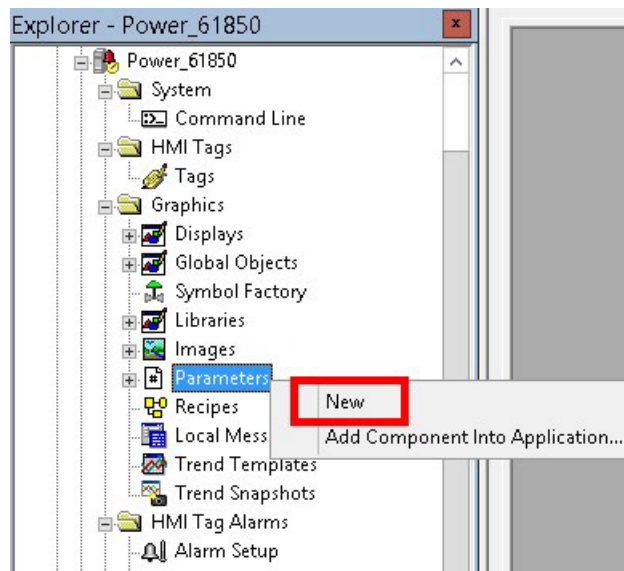 Explorer - Power_61850
x
Power_61850
System
Command Line
HMI Tags
Tags
Graphics
Displays
Global Objects
Symbol Factory
Libraries
Images
Parameters
New
Recipes
Local Mess
Add Component Into Application...
Trend Templates
Trend Snapshots
HMI Tag Alarms
Alarm Setup